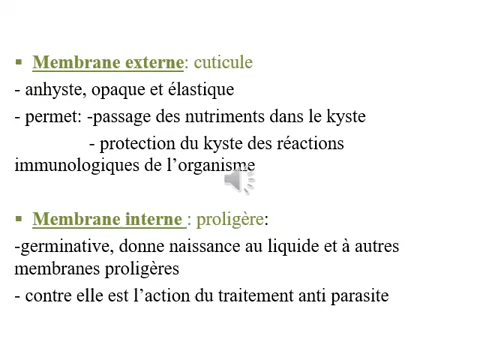 ▪ Membrane externe: cuticule
- anhyste, opaque et élastique
- permet: -passage des nutriments dans le kyste
- protection du kyste des réactions
immunologiques de l’organisme
▪ Membrane interne : proligère:
-germinative, donne naissance au liquide et à autres
membranes proligères
- contre elle est l’action du traitement anti parasite